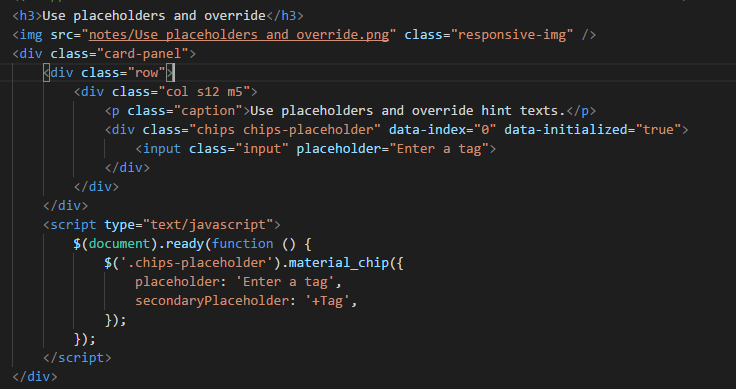 <h3>Use placeholders and override</h3>
<img src="notes/Use placeholders and override.png" class="responsive-img" />
<div class="card-panel">
<div class="row">
<div class="col s12 m5">
<p class="caption">Use placeholders and override hint texts.</p>
<div class="chips chips-placeholder" data-index="0" data-initialized="true">
<input class="input" placeholder="Enter a tag">
</div>
</div>
</div>
<script type="text/javascript">
$(document).ready(function () {
$('.chips-placeholder').material_chip({
placeholder: 'Enter a tag',
secondaryPlaceholder: '+Tag',
});
});
</script>
</div>